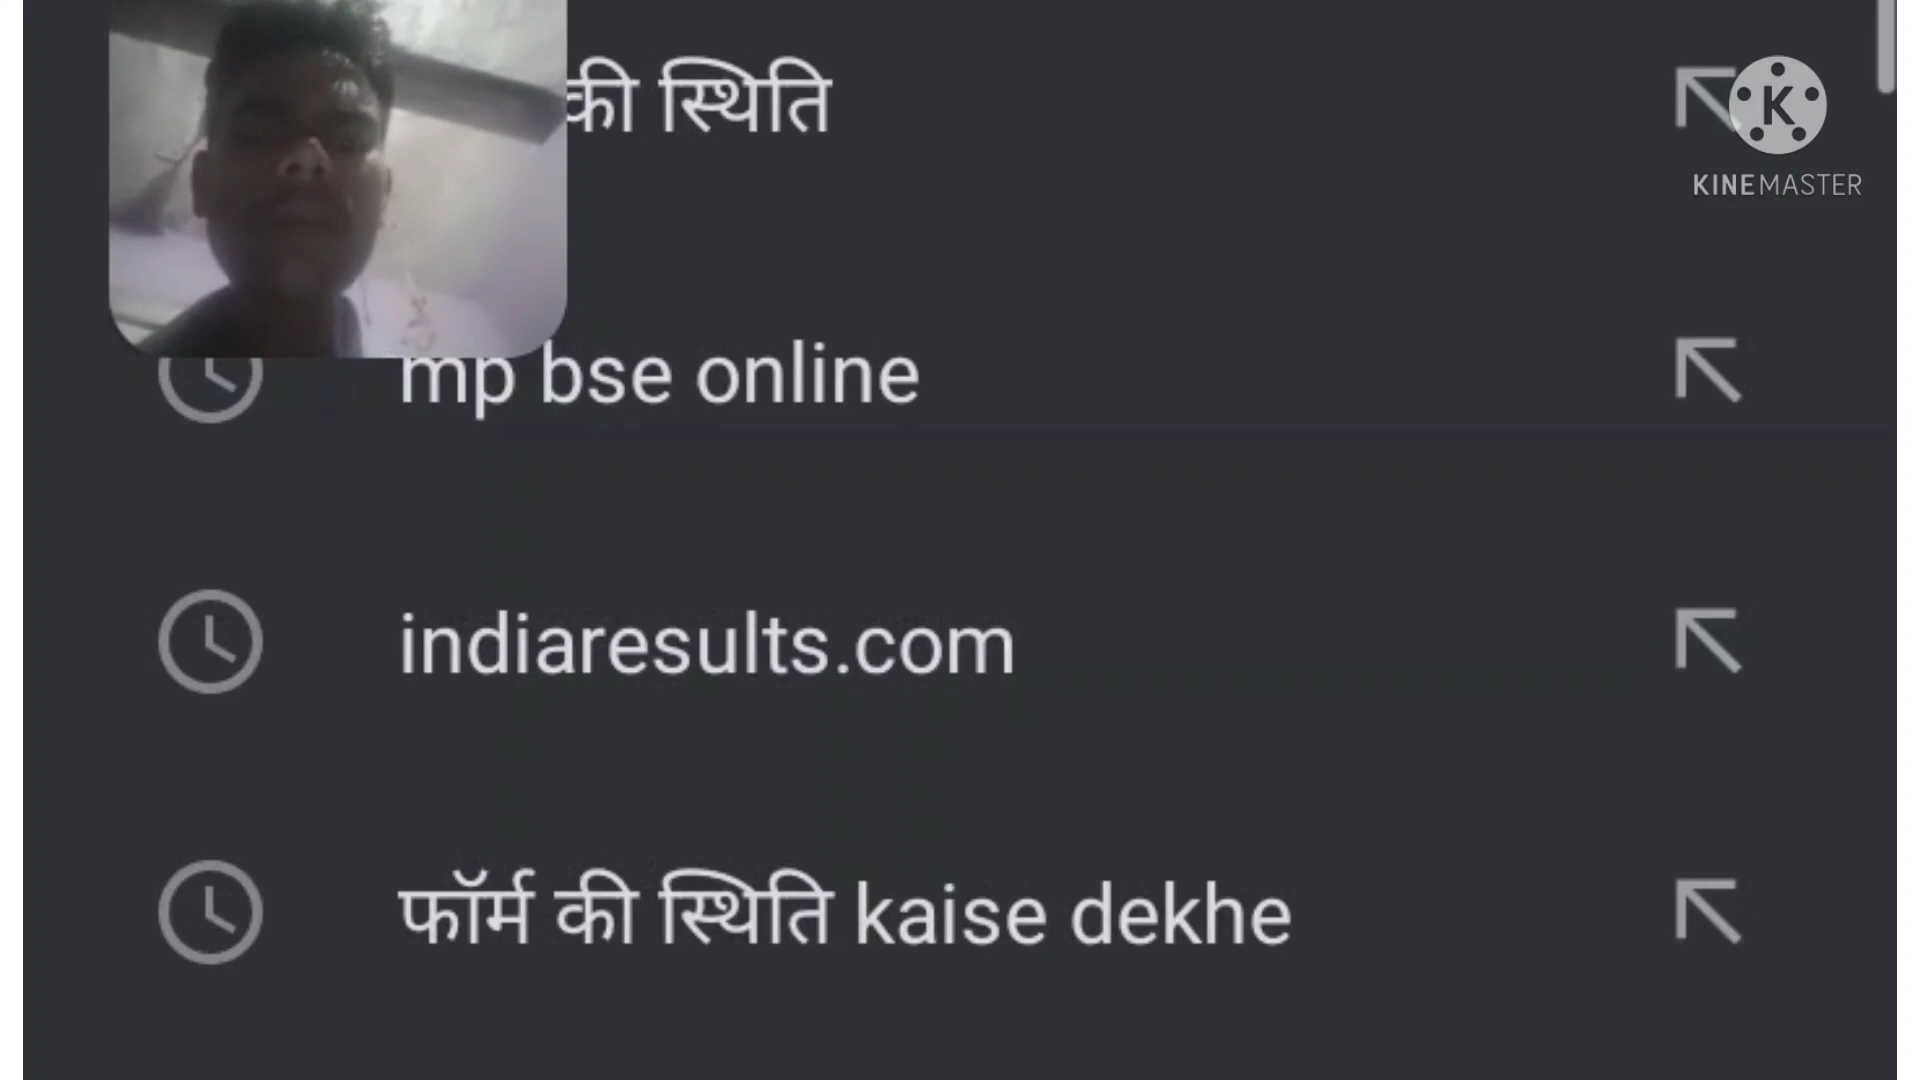 की स्थिति
K
KINEMASTER
mp bse online
indiaresults.com
फॉर्म की स्थिति kaise dekhe